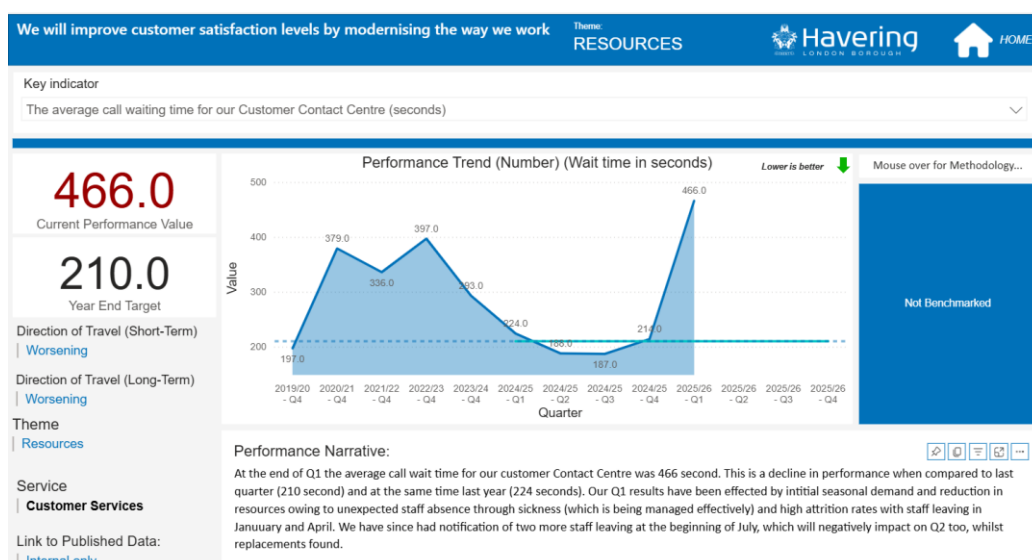 We will improve customer satisfaction levels by modernising the way we work
Theme:
RESOURCES
Havering
LONDON BOROUGH
HOME
Key indicator
The average call waiting time for our Customer Contact Centre (seconds)
466.0
Current Performance Value
210.0
Year End Target
Direction of Travel (Short-Term)
Worsening
Direction of Travel (Long-Term)
Worsening
Theme
Resources
Service
Customer Services
Link to Published Data:
Internal only
Performance Trend (Number) (Wait time in seconds)
Lower is better
Value
500
400
300
200
197.0
379.0
336.0
397.0
293.0
224.0
188.0
187.0
214.0
466.0
2019/20 2020/21 2021/22 2022/23 2023/24 2024/25 2024/25 2024/25 2024/25 2025/26 2025/26 2025/26 2025/26
- Q4 - Q4 - Q4 - Q4 - Q4 - Q1 - Q2 - Q3 - Q4 - Q1 - Q2 - Q3 - Q4
Quarter
Mouse over for Methodology...
Not Benchmarked
Performance Narrative:
At the end of Q1 the average call wait time for our customer Contact Centre was 466 second. This is a decline in performance when compared to last
quarter (210 second) and at the same time last year (224 seconds). Our Q1 results have been effected by intitial seasonal demand and reduction in
resources owing to unexpected staff absence through sickness (which is being managed effectively) and high attrition rates with staff leaving in
Januuary and April. We have since had notification of two more staff leaving at the beginning of July, which will negatively impact on Q2 too, whilst
replacements found.